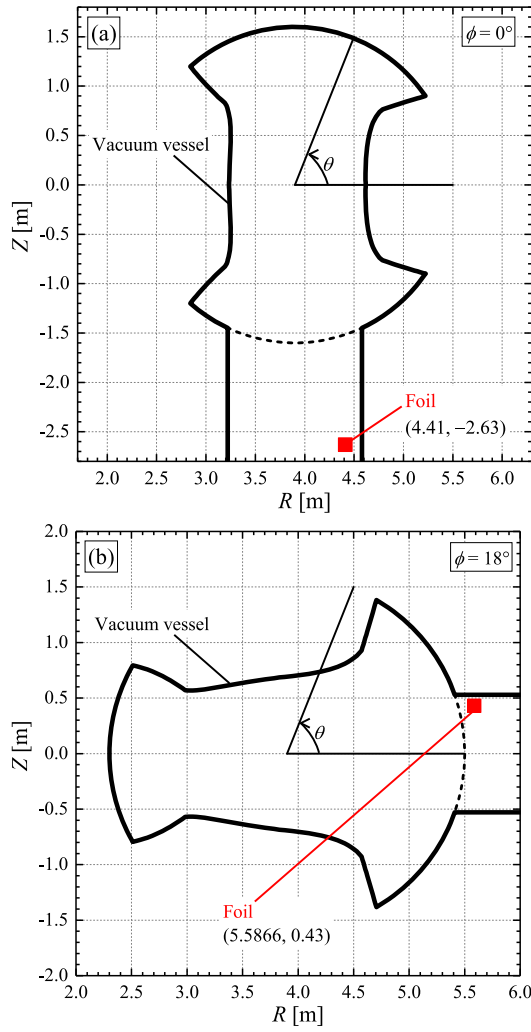 (a)
ϕ = 0°
1.5
1.0
0.5
0.0
-0.5
-1.0
-1.5
-2.0
-2.5
Z [m]
Vacuum vessel
θ
Foil
(4.41, −2.63)
2.0 2.5 3.0 3.5 4.0 4.5 5.0 5.5 6.0
R [m]
(b)
ϕ = 18°
2.0
1.5
1.0
0.5
0.0
-0.5
-1.0
-1.5
-2.0
Z [m]
Vacuum vessel
θ
Foil
(5.5866, 0.43)
2.0 2.5 3.0 3.5 4.0 4.5 5.0 5.5 6.0
R [m]